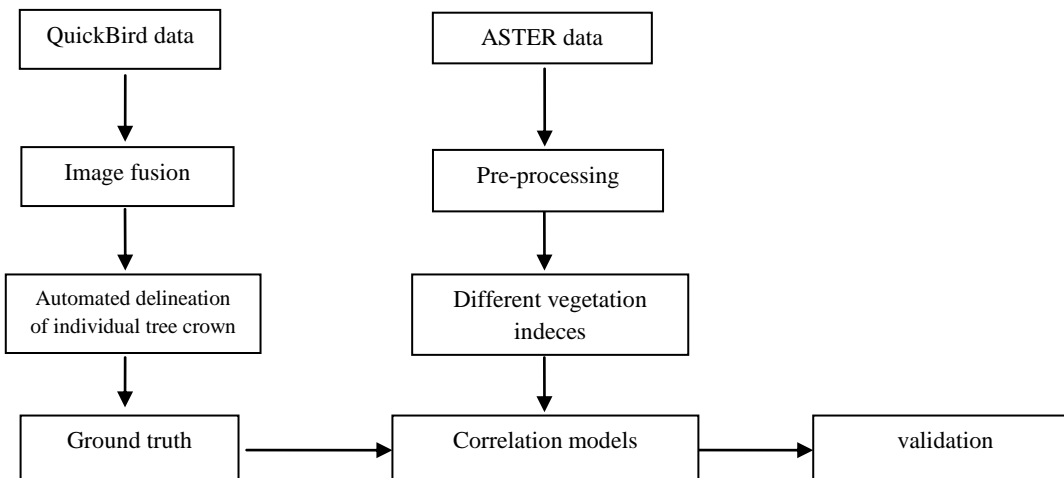 QuickBird data
ASTER data
Image fusion
Pre-processing
Automated delineation
of individual tree crown
Different vegetation
indeces
Ground truth
Correlation models
validation